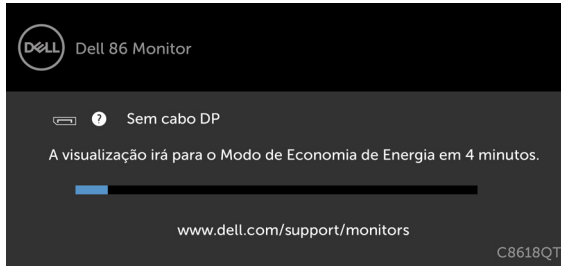 DELL
Dell 86 Monitor
? Sem cabo DP
A visualização irá para o Modo de Economia de Energia em 4 minutos.
www.dell.com/support/monitors
C8618QT